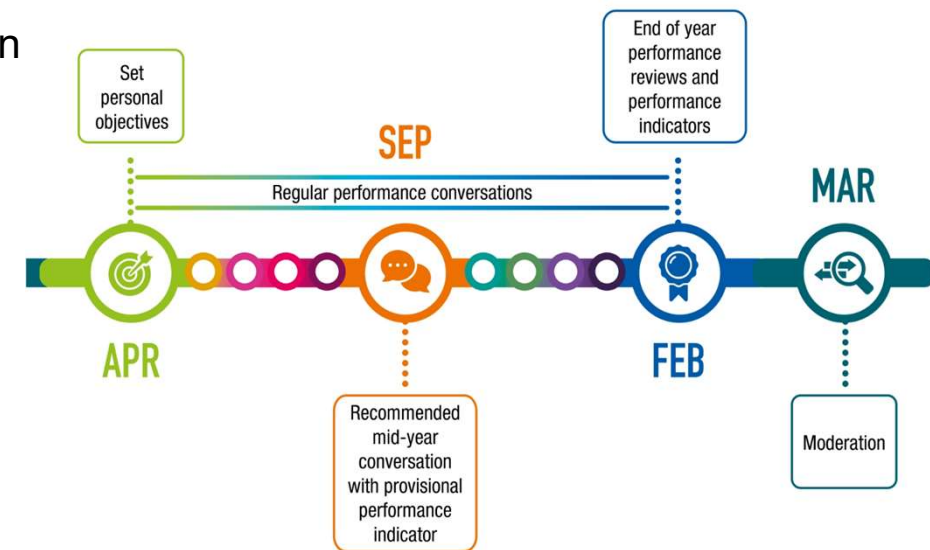 n
Set
personal
objectives
End of year
performance
reviews and
performance
indicators
SEP
Regular performance conversations
MAR
APR
FEB
Recommended
mid-year
conversation
with provisional
performance
indicator
Moderation